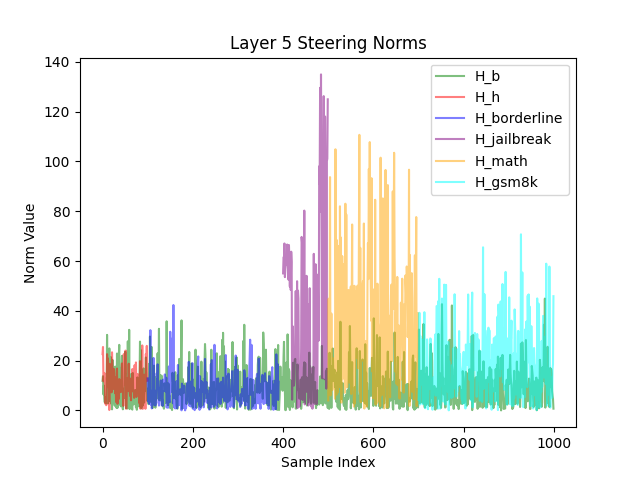 Layer 5 Steering Norms
H_b
H_h
H_borderline
H_jailbreak
H_math
H_gsm8k
Norm Value
140
120
100
80
60
40
20
0
0 200 400 600 800 1000
Sample Index